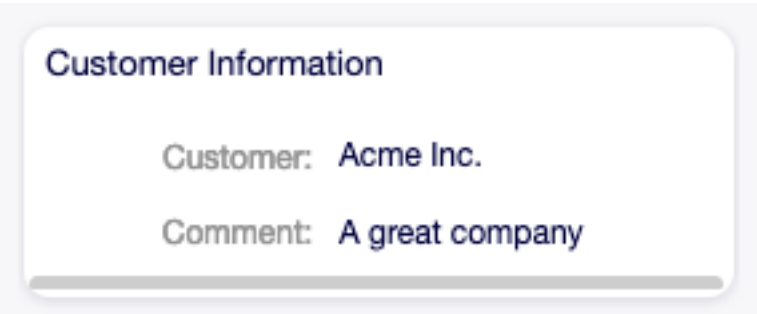 Customer Information
Customer: Acme Inc.
Comment: A great company